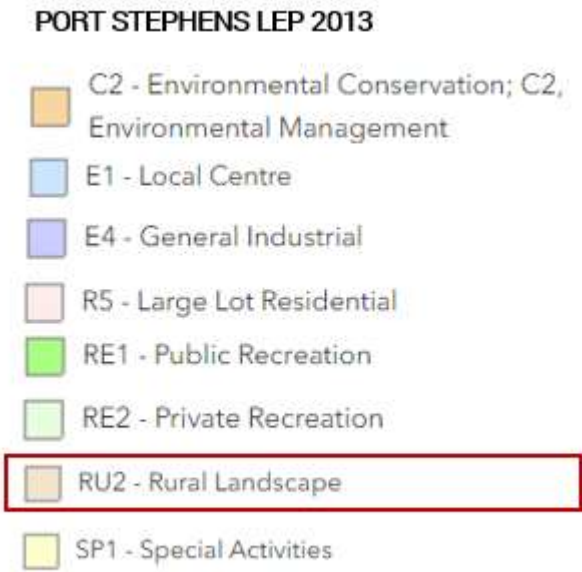 PORT STEPHENS LEP 2013
C2 - Environmental Conservation; C2,
Environmental Management
E1 - Local Centre
E4 - General Industrial
R5 - Large Lot Residential
RE1 - Public Recreation
RE2 - Private Recreation
RU2 - Rural Landscape
SP1 - Special Activities